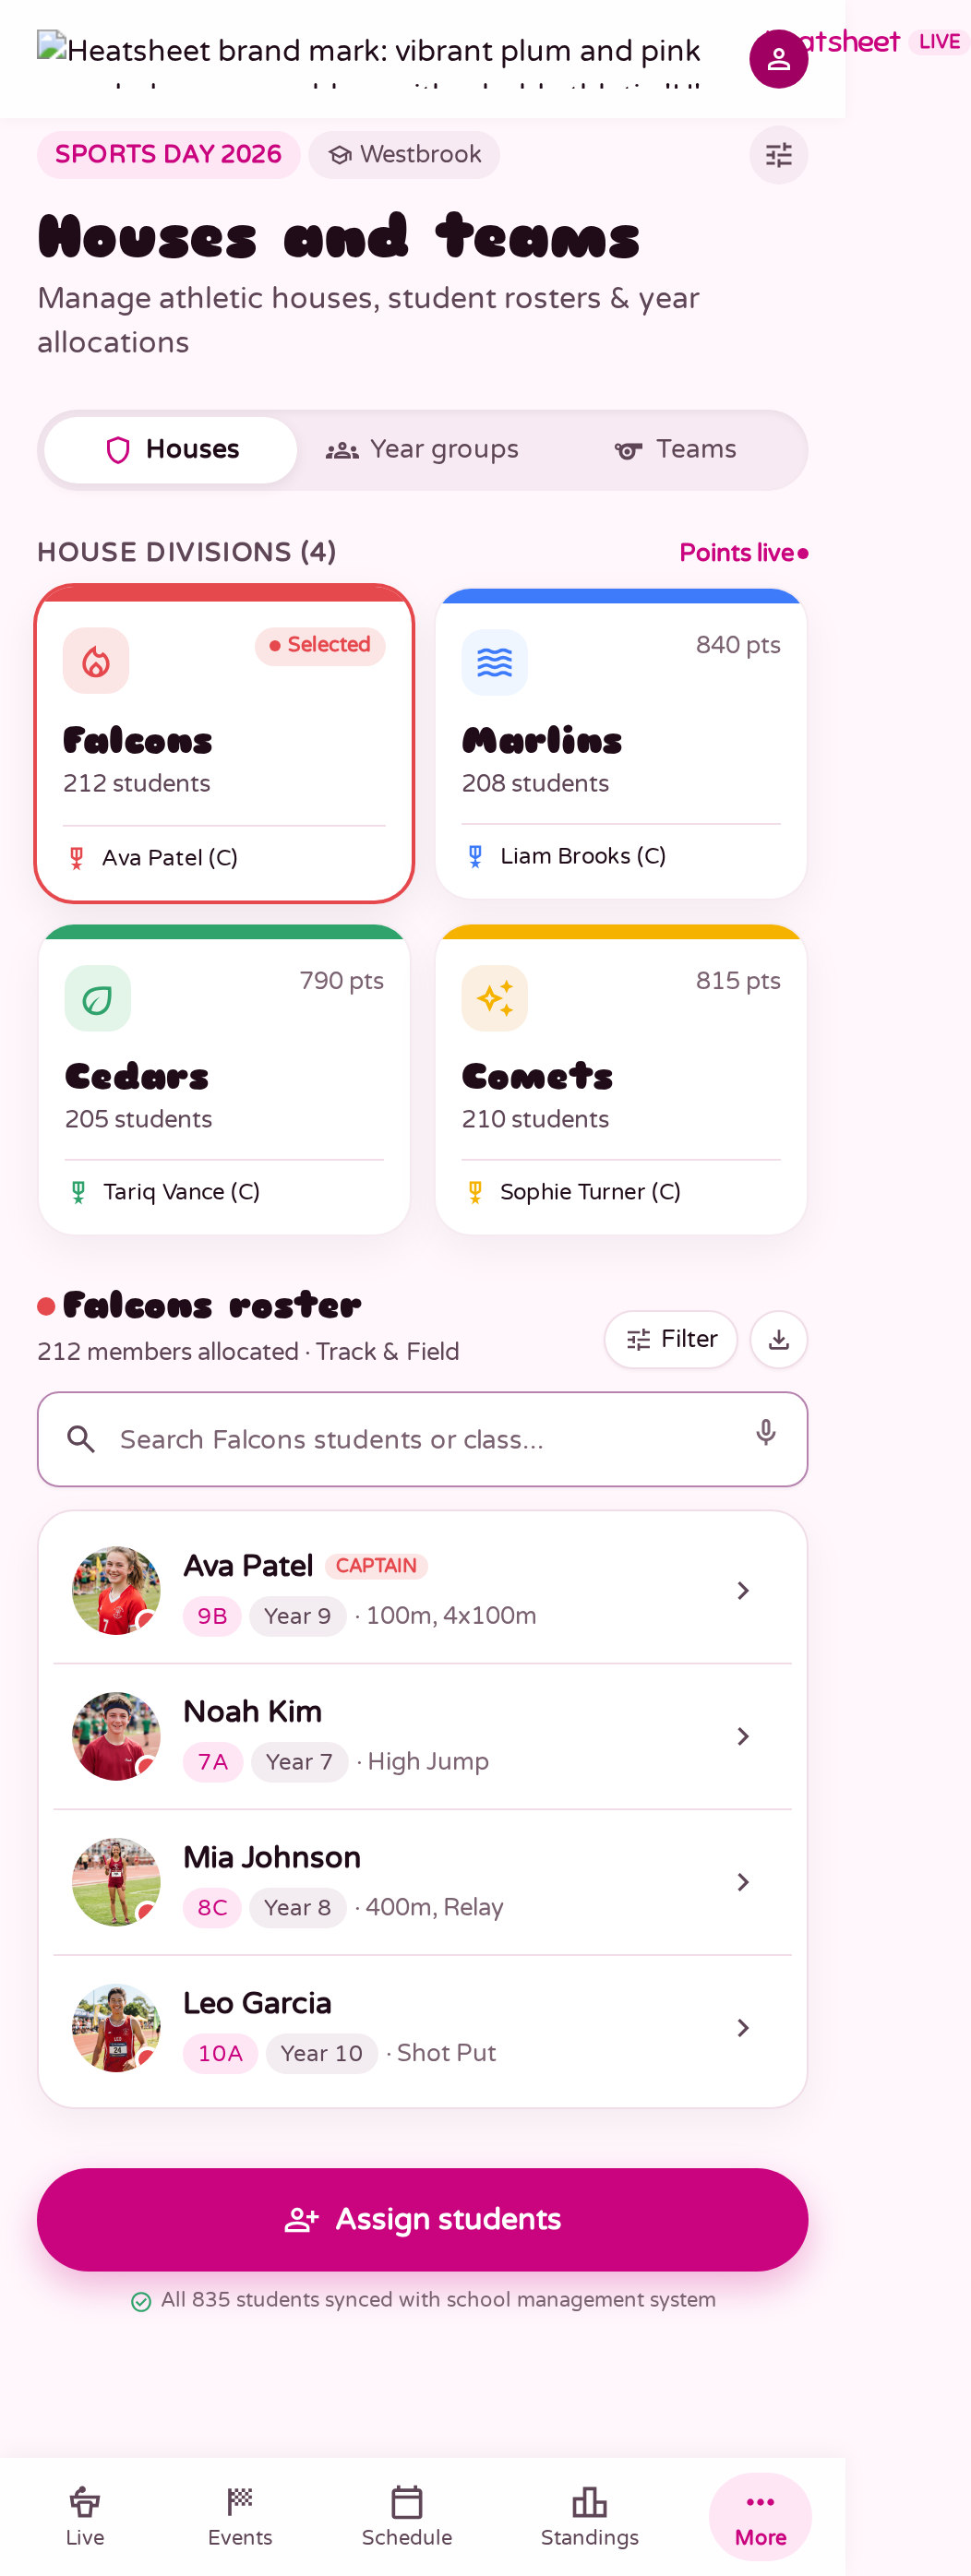 Heatsheet brand mark: vibrant plum and pink
atsheet LIVE
SPORTS DAY 2026 Westbrook
Houses and teams
Manage athletic houses, student rosters & year
allocations
Houses Year groups Teams
HOUSE DIVISIONS (4) Points live
Selected
Falcons
212 students
Ava Patel (C)
840 pts
Marlins
208 students
Liam Brooks (C)
790 pts
Cedars
205 students
Tariq Vance (C)
815 pts
Comets
210 students
Sophie Turner (C)
Falcons roster
212 members allocated · Track & Field
Filter
Search Falcons students or class...
Ava Patel CAPTAIN
9B Year 9 · 100m, 4x100m
Noah Kim
7A Year 7 · High Jump
Mia Johnson
8C Year 8 · 400m, Relay
Leo Garcia
10A Year 10 · Shot Put
Assign students
All 835 students synced with school management system
Live Events Schedule Standings More